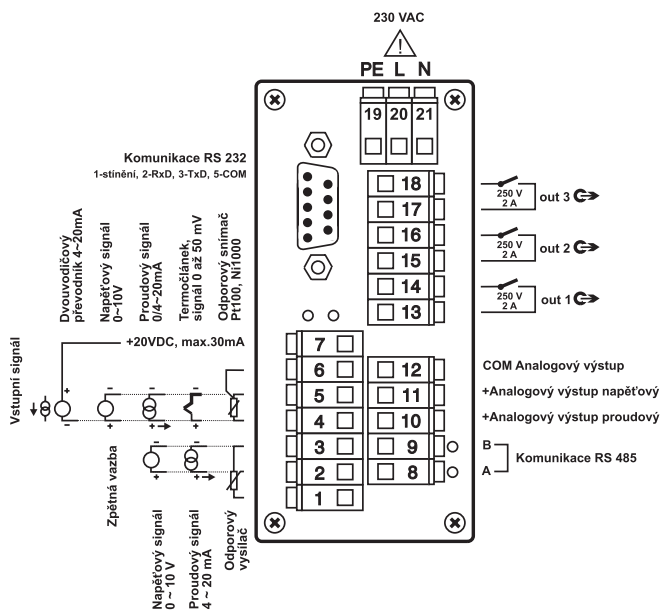 230 VAC
PE L N
19 20 21
Komunikace RS 232
1-stínění, 2-RxD, 3-TxD, 5-COM
Dvouvodičový
převodník 4~20mA
Napěťový signál
0~10V
Proudový signál
0/4~20mA
Termočlánek,
signál 0 až 50 mV
Odporový snímač
Pt100, Ni1000
18
17
16
15
14
13
250 V
2 A
out 3
250 V
2 A
out 2
250 V
2 A
out 1
+20VDC, max.30mA
Vstupní signál
+
–
–
+
–
+
–
+
7
6
5
4
3
2
1
12
11
10
9
8
COM Analogový výstup
+Analogový výstup napěťový
+Analogový výstup proudový
B
A
Komunikace RS 485
Zpětná vazba
–
+
–
+
Napěťový signál
0 ~ 10 V
Proudový signál
4 ~ 20 mA
Odporový
vysílač